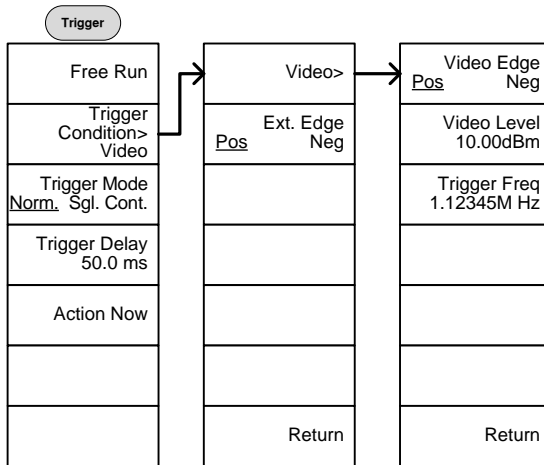 Trigger
Free Run
Trigger
Condition>
Video
Trigger Mode
Norm. Sgl. Cont.
Trigger Delay
50.0 ms
Action Now
Video>
Ext. Edge
Pos Neg
Return
Video Edge
Pos Neg
Video Level
10.00dBm
Trigger Freq
1.12345M Hz
Return